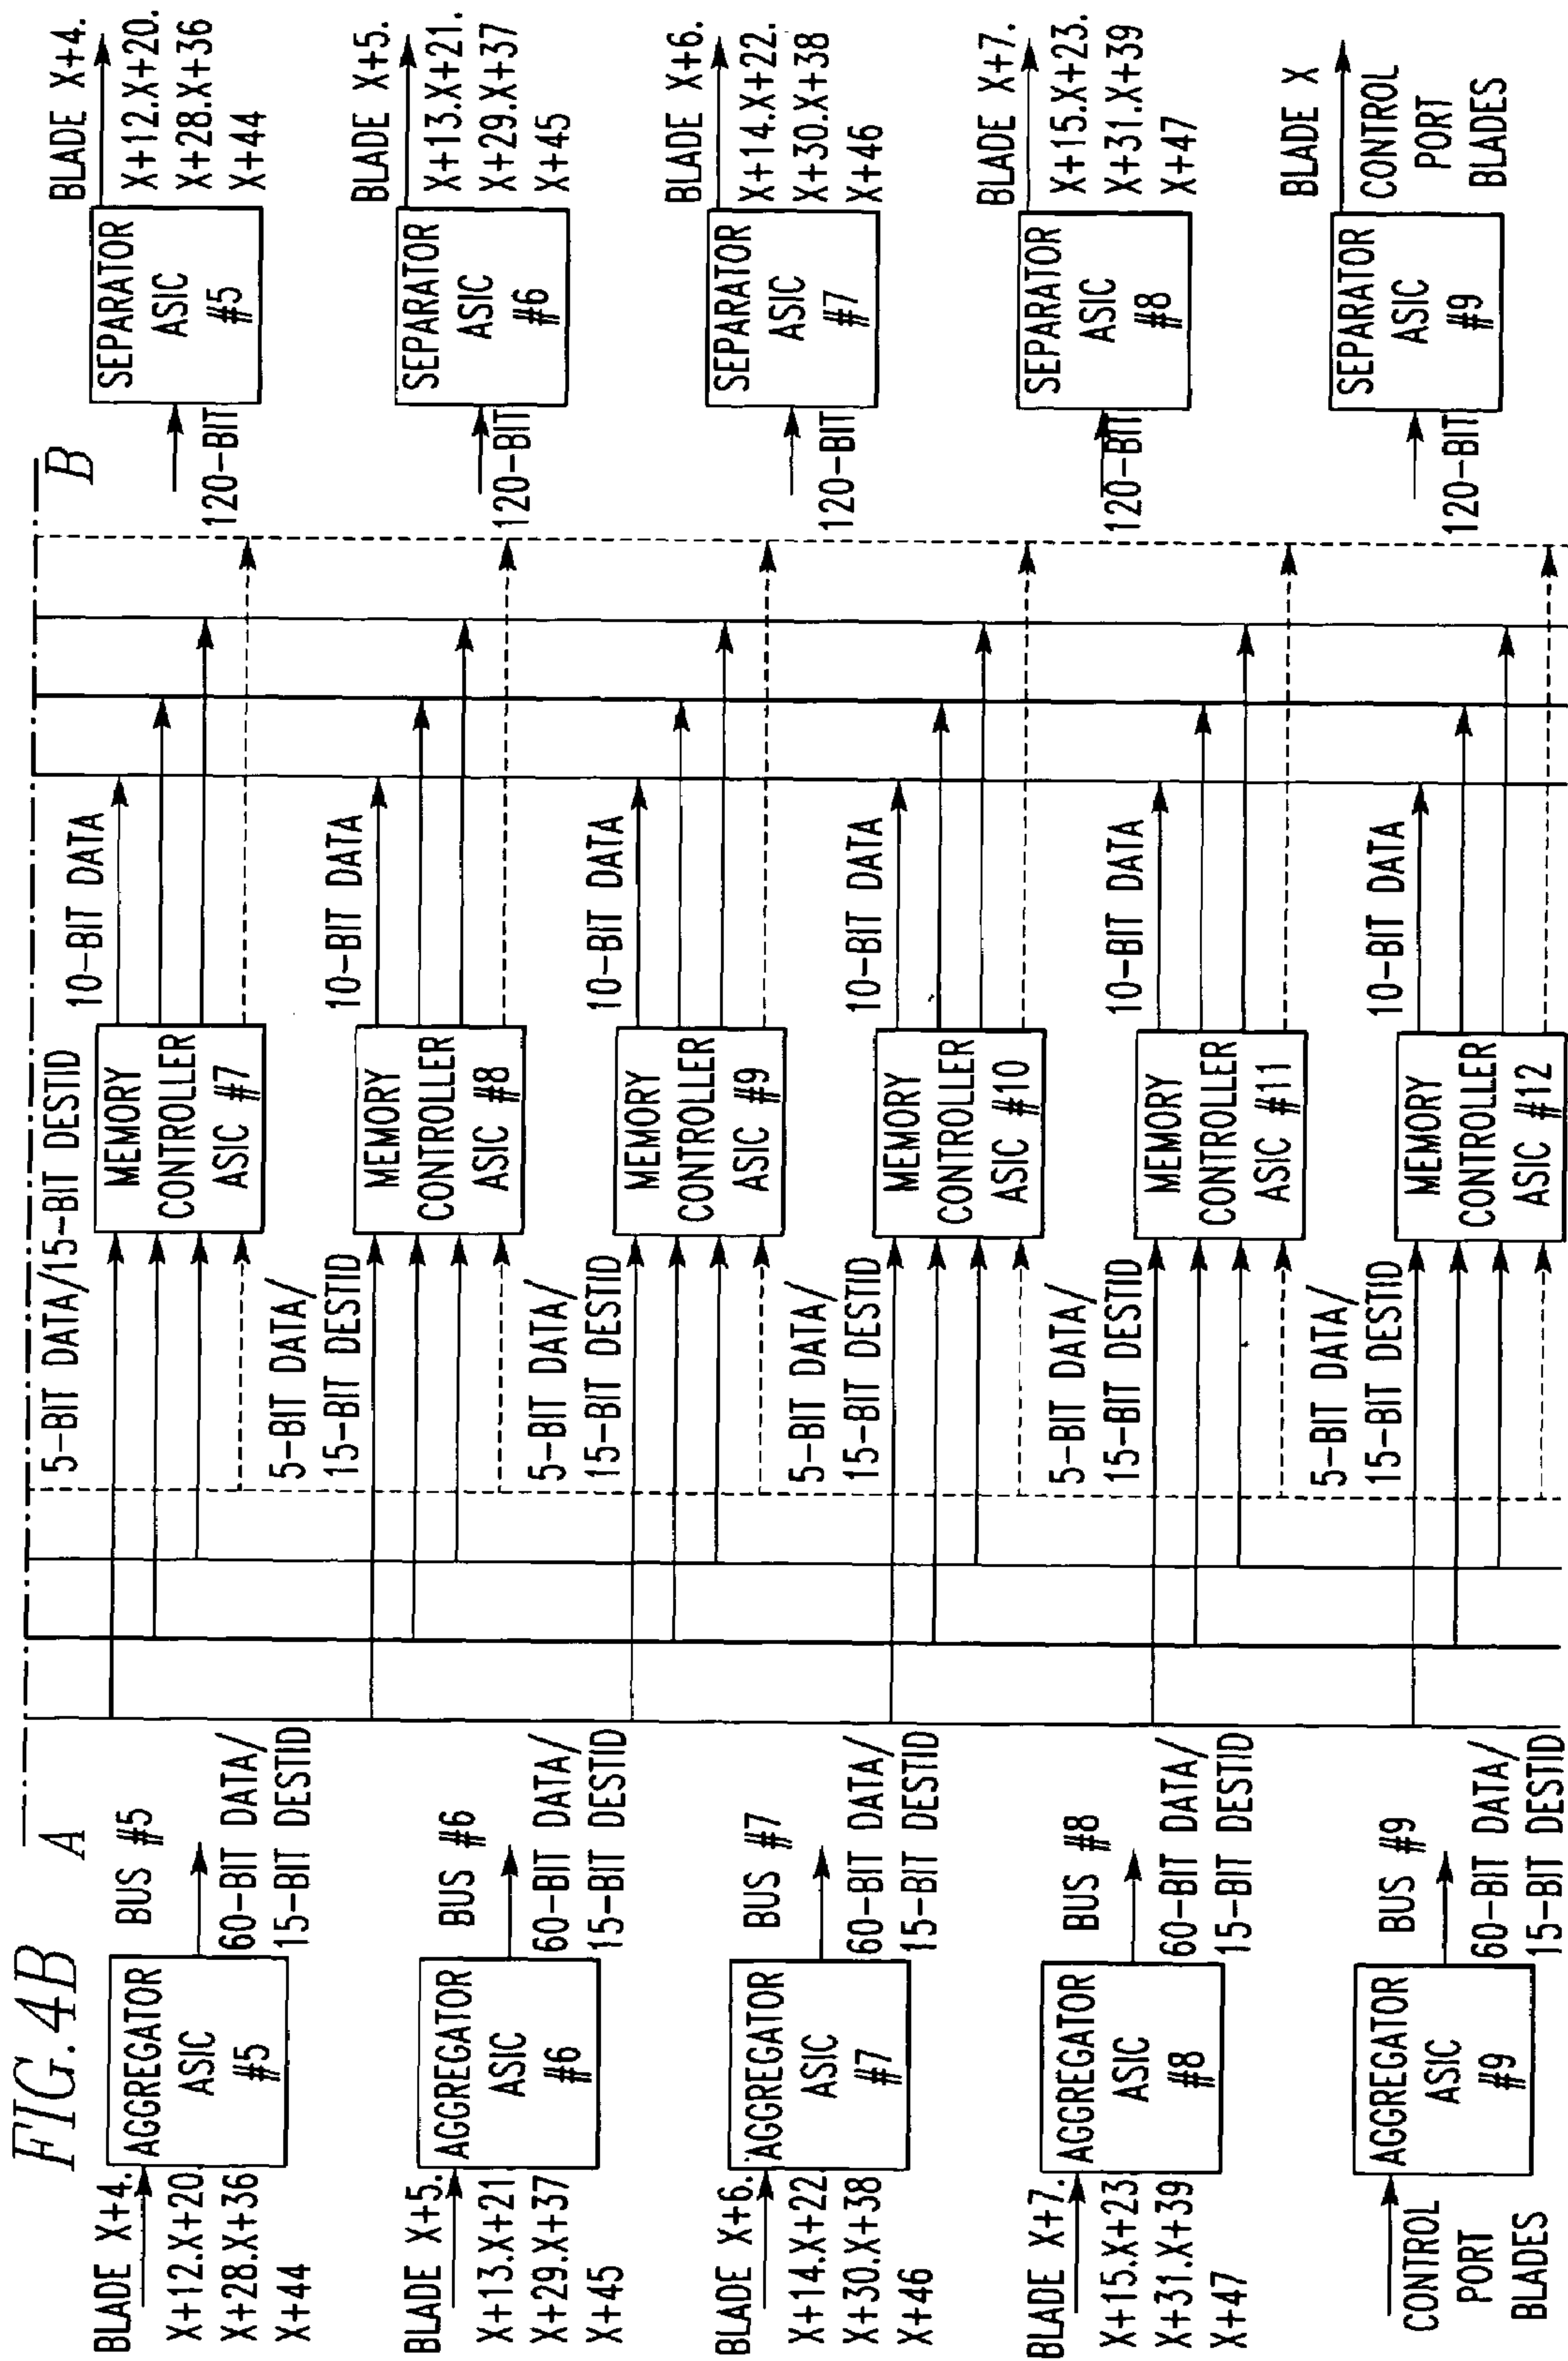 FIG. 4B
A
B
BLADE X+4.
X+12.X+20.
X+28.X+36
X+44
AGGREGATOR
ASIC
#5
BUS #5
60-BIT DATA/
15-BIT DESTID
BLADE X+5.
X+13.X+21
X+29.X+37
X+45
AGGREGATOR
ASIC
#6
BUS #6
60-BIT DATA/
15-BIT DESTID
BLADE X+6.
X+14.X+22.
X+30.X+38
X+46
AGGREGATOR
ASIC
#7
BUS #7
60-BIT DATA/
15-BIT DESTID
BLADE X+7.
X+15.X+23.
X+31.X+39
X+47
AGGREGATOR
ASIC
#8
BUS #8
60-BIT DATA/
15-BIT DESTID
CONTROL
PORT
BLADES
AGGREGATOR
ASIC
#9
BUS #9
60-BIT DATA/
15-BIT DESTID
5-BIT DATA/15-BIT DESTID
MEMORY
CONTROLLER
ASIC #7
10-BIT DATA
5-BIT DATA/
15-BIT DESTID
MEMORY
CONTROLLER
ASIC #8
10-BIT DATA
5-BIT DATA/
15-BIT DESTID
MEMORY
CONTROLLER
ASIC #9
10-BIT DATA
5-BIT DATA/
15-BIT DESTID
MEMORY
CONTROLLER
ASIC #10
10-BIT DATA
5-BIT DATA/
15-BIT DESTID
MEMORY
CONTROLLER
ASIC #11
10-BIT DATA
5-BIT DATA/
15-BIT DESTID
MEMORY
CONTROLLER
ASIC #12
10-BIT DATA
120-BIT
SEPARATOR
ASIC
#5
BLADE X+4.
X+12.X+20.
X+28.X+36
X+44
120-BIT
SEPARATOR
ASIC
#6
BLADE X+5.
X+13.X+21.
X+29.X+37
X+45
120-BIT
SEPARATOR
ASIC
#7
BLADE X+6.
X+14.X+22.
X+30.X+38
X+46
120-BIT
SEPARATOR
ASIC
#8
BLADE X+7.
X+15.X+23.
X+31.X+39
X+47
120-BIT
SEPARATOR
ASIC
#9
BLADE X
CONTROL
PORT
BLADES